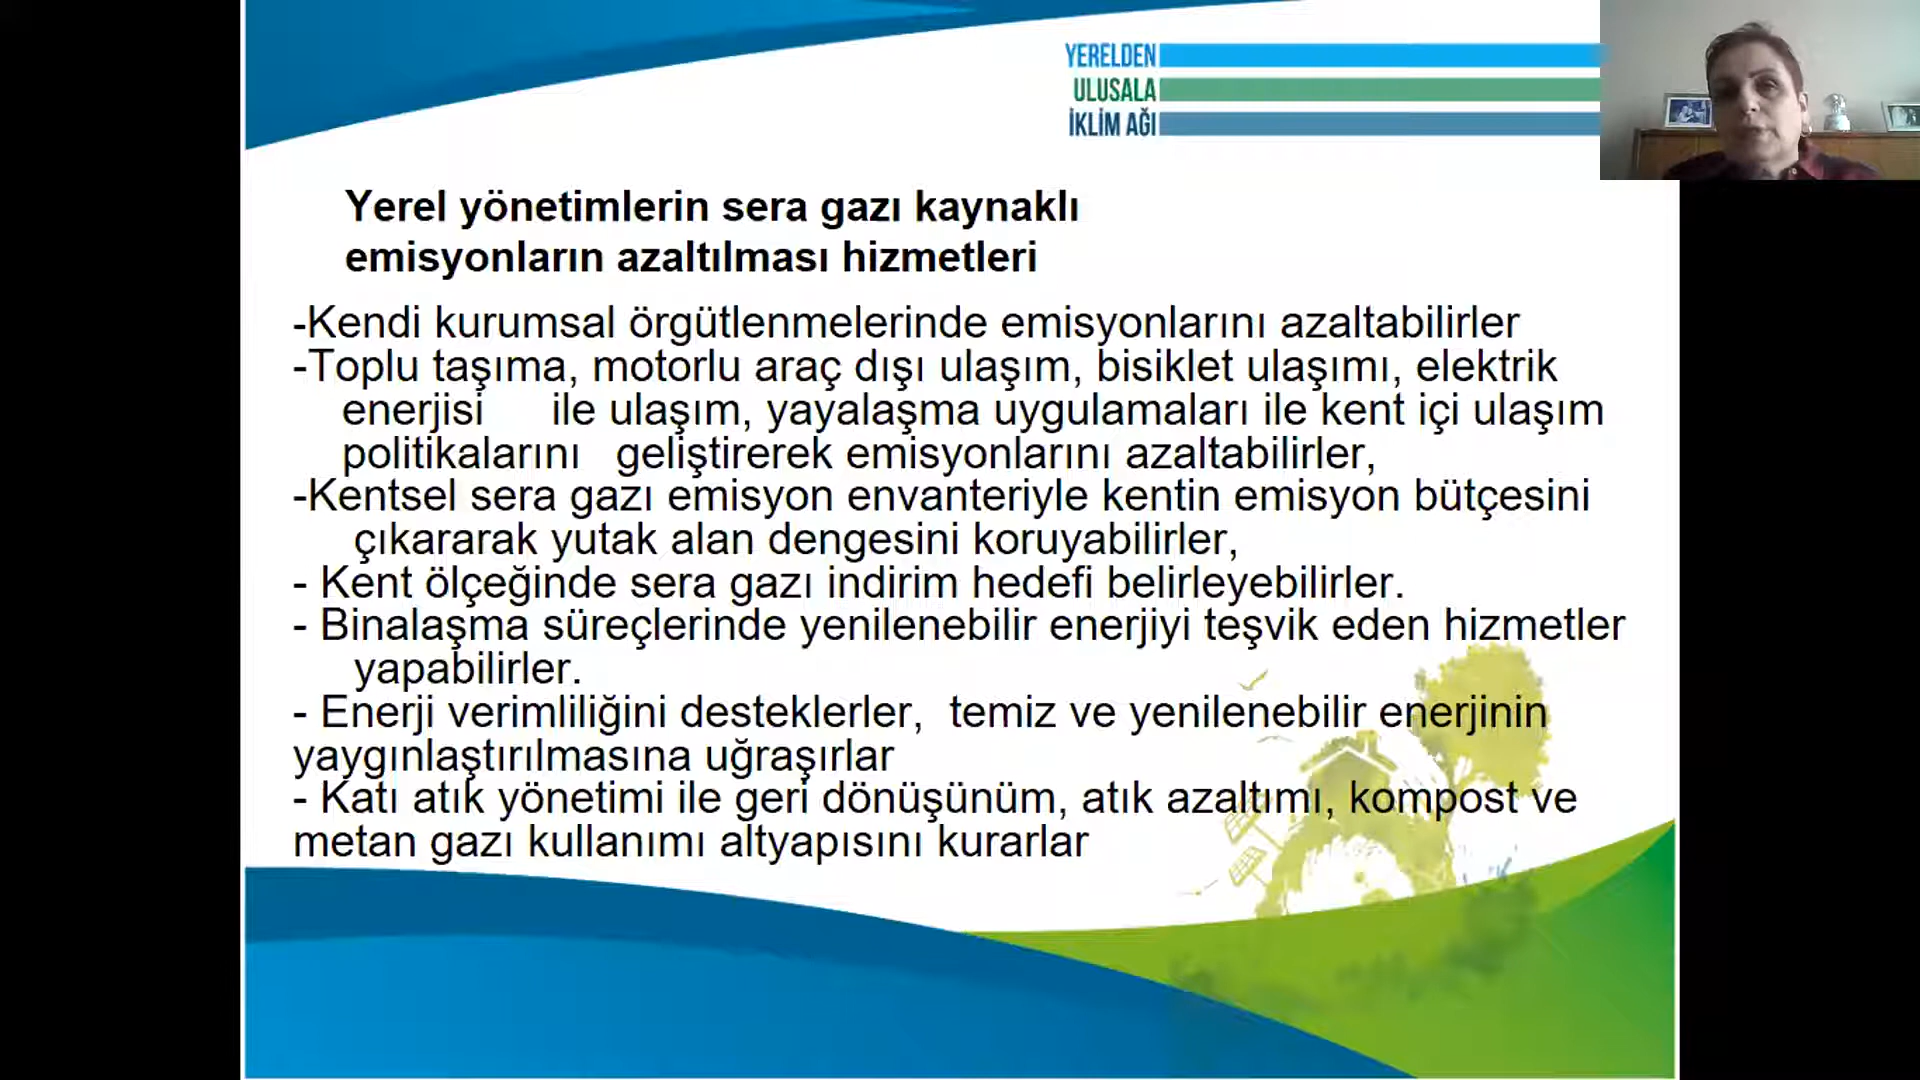 YERELDEN
ULUSALA
İKLİM AĞI
Yerel yönetimlerin sera gazı kaynaklı
emisyonların azaltılması hizmetleri
-Kendi kurumsal örgütlenmelerinde emisyonlarını azaltabilirler
-Toplu taşıma, motorlu araç dışı ulaşım, bisiklet ulaşımı, elektrik
enerjisi ile ulaşım, yayalaşma uygulamaları ile kent içi ulaşım
politikalarını geliştirerek emisyonlarını azaltabilirler,
-Kentsel sera gazı emisyon envanteriyle kentin emisyon bütçesini
çıkararak yutak alan dengesini koruyabilirler,
- Kent ölçeğinde sera gazı indirim hedefi belirleyebilirler.
- Binalaşma süreçlerinde yenilenebilir enerjiyi teşvik eden hizmetler
yapabilirler.
- Enerji verimliliğini desteklerler, temiz ve yenilenebilir enerjinin
yaygınlaştırılmasına uğraşırlar
- Katı atık yönetimi ile geri dönüşünüm, atık azaltımı, kompost ve
metan gazı kullanımı altyapısını kurarlar